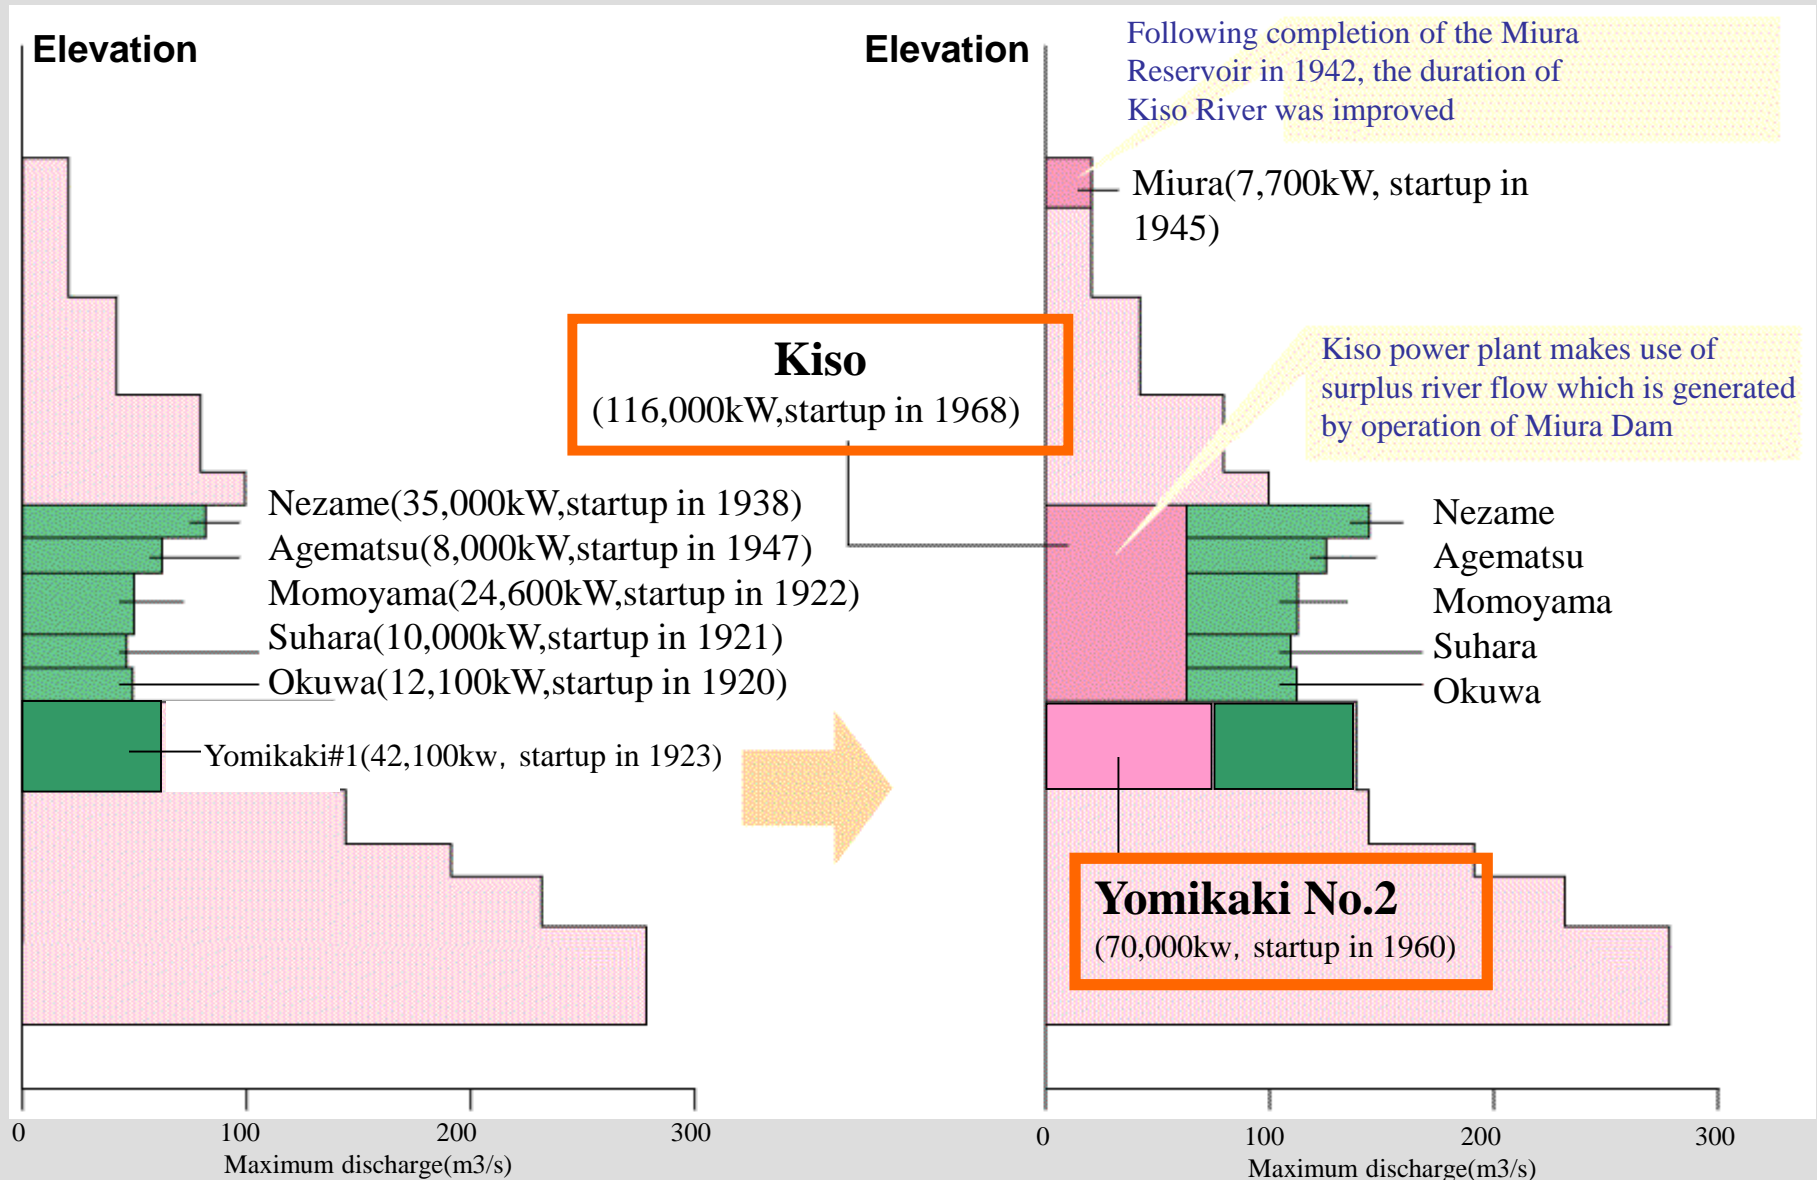 Elevation
Nezame(35,000kW,startup in 1938)
Agematsu(8,000kW,startup in 1947)
Momoyama(24,600kW,startup in 1922)
Suhara(10,000kW,startup in 1921)
Okuwa(12,100kW,startup in 1920)
Yomikaki#1(42,100kw, startup in 1923)
0
100
200
300
Maximum discharge(m3/s)
Elevation
Following completion of the Miura
Reservoir in 1942, the duration of
Kiso River was improved
Miura(7,700kW, startup in
1945)
Kiso
(116,000kW,startup in 1968)
Kiso power plant makes use of
surplus river flow which is generated
by operation of Miura Dam
Nezame
Agematsu
Momoyama
Suhara
Okuwa
Yomikaki No.2
(70,000kw, startup in 1960)
0
100
200
300
Maximum discharge(m3/s)